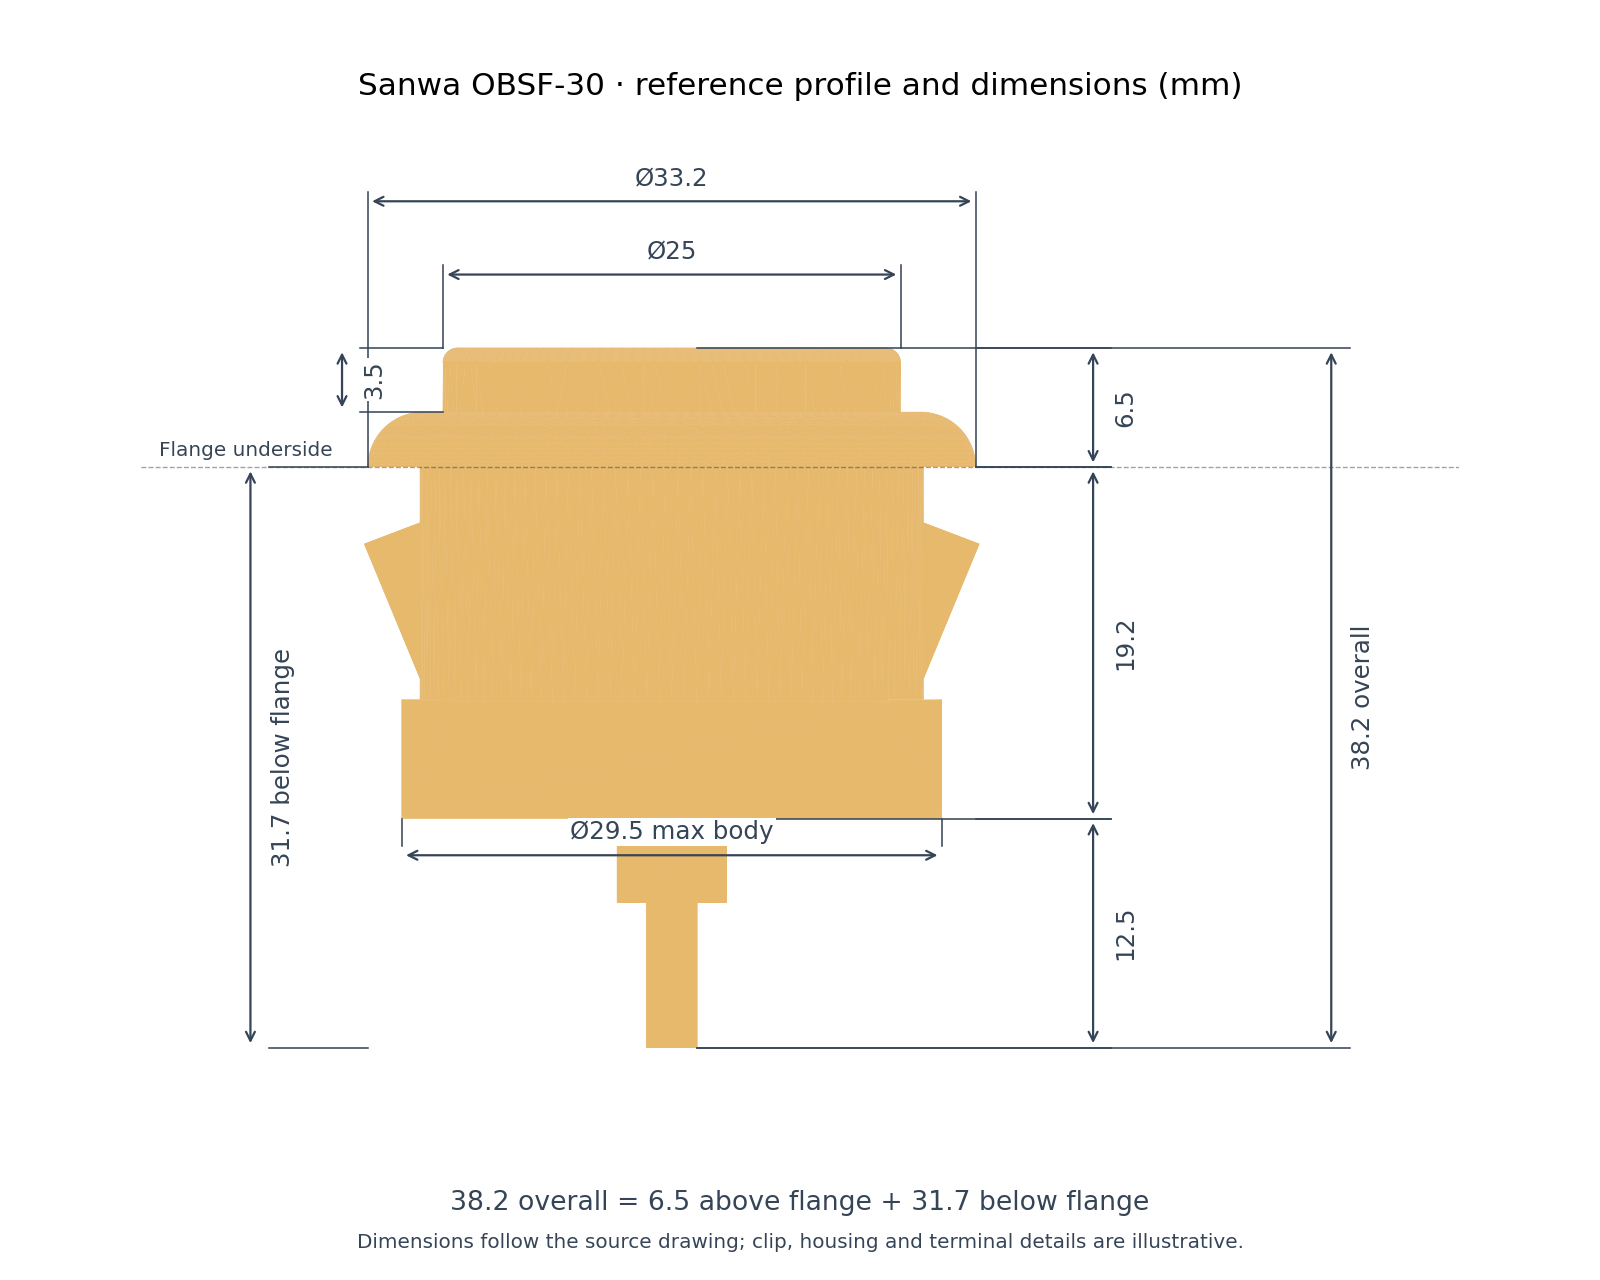 Sanwa OBSF-30 · reference profile and dimensions (mm)
Ø33.2
Ø25
3.5
6.5
Flange underside
19.2
38.2 overall
31.7 below flange
Ø29.5 max body
12.5
38.2 overall = 6.5 above flange + 31.7 below flange
Dimensions follow the source drawing; clip, housing and terminal details are illustrative.